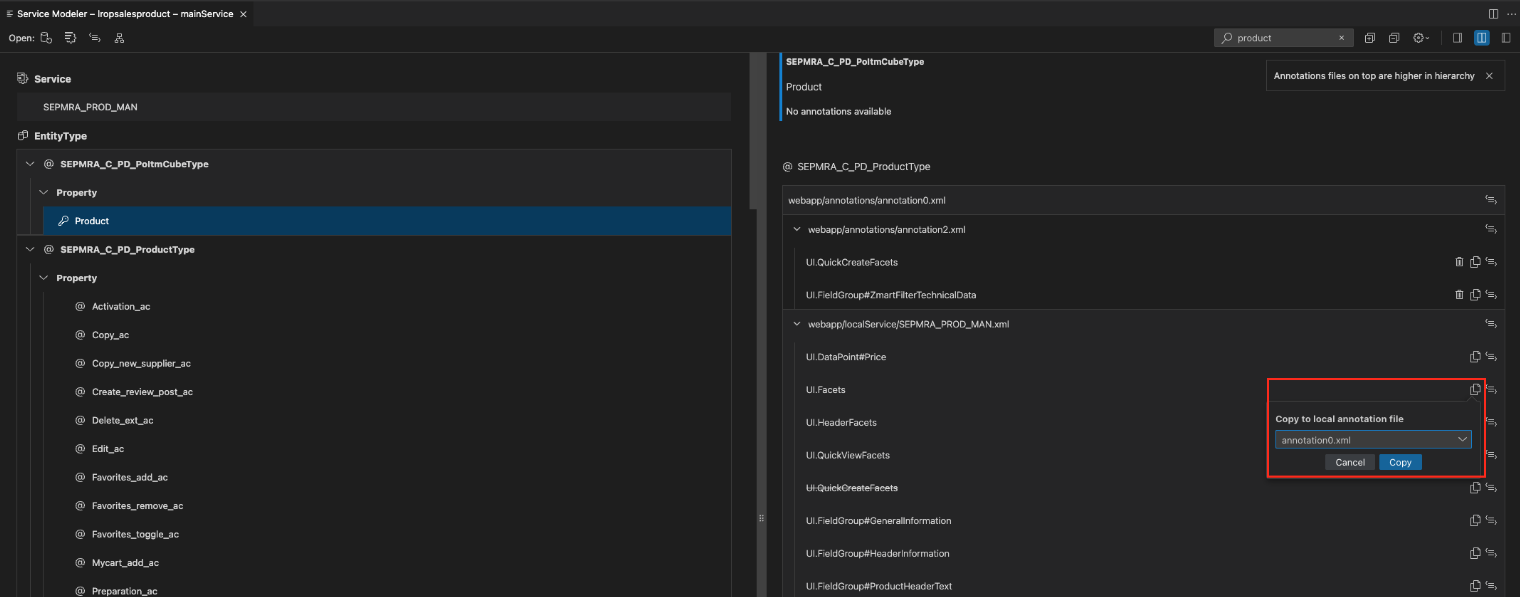 Service Modeler – lropsalesproduct – mainService
Open:
product
Service
SEPMRA_PROD_MAN
EntityType
SEPMRA_C_PD_PoItmCubeType
Property
Product
SEPMRA_C_PD_ProductType
Property
Activation_ac
Copy_ac
Copy_new_supplier_ac
Create_review_post_ac
Delete_ext_ac
Edit_ac
Favorites_add_ac
Favorites_remove_ac
Favorites_toggle_ac
Mycart_add_ac
Preparation_ac
SEPMRA_C_PD_PoItmCubeType
Product
No annotations available
Annotations files on top are higher in hierarchy
@ SEPMRA_C_PD_ProductType
webapp/annotations/annotation0.xml
webapp/annotations/annotation2.xml
UI.QuickCreateFacets
UI.FieldGroup#ZmartFilterTechnicalData
webapp/localService/SEPMRA_PROD_MAN.xml
UI.DataPoint#Price
UI.Facets
UI.HeaderFacets
UI.QuickViewFacets
UI.QuickCreateFacets
UI.FieldGroup#GeneralInformation
UI.FieldGroup#HeaderInformation
UI.FieldGroup#ProductHeaderText
Copy to local annotation file
annotation0.xml
Cancel
Copy